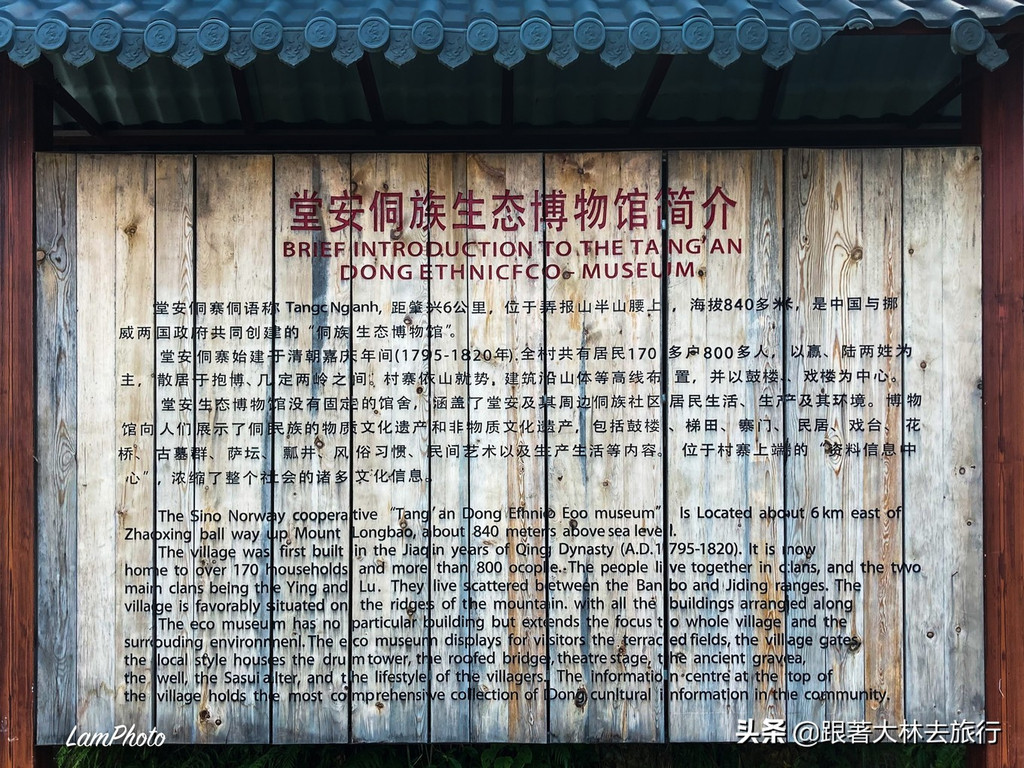 堂安侗族生态博物馆简介
BRIEF INTRODUCTION TO THE TA NG'AN
DONG ETHNICFCO- MUSEUM
堂安侗寨侗语称 Tangc Nganh, 距肇兴6公里，位于弄报山半山腰上，海拔840多米，是中国与挪
威两国政府共同创建的“侗族生态博物馆”。
堂安侗寨始建于清朝嘉庆年间(1795-1820年).全村共有居民170多户800多人，以嬴、陆两姓为
主，散居于抱博、几定两岭之间。村寨依山就势，建筑沿山体等高线布置，并以鼓楼、戏楼为中心。
堂安生态博物馆没有固定的馆舍，涵盖了堂安及其周边侗族社区居民生活、生产及其环境。博物
馆向人们展示了侗民族的物质文化遗产和非物质文化遗产，包括鼓楼、梯田、寨门、民居、戏台、花
桥、古墓群、萨坛、瓢井、风俗习惯、民间艺术以及生产生活等内容。位于村寨上端的“资料信息中
心”，浓缩了整个社会的诸多文化信息。
The Sino Norway cooperative "Tang'an Dong Efhnic Eoo museum" Is Located about 6 km east of
Zhaoxing ball way up Mount Longbao, about 840 meters above sea level.
The village was first built in the Jiaqin years of Qing Dynasty (A.D.1795-1820). It is mow
home to over 170 households and more than 800 ocople. The people live together in clans, and the two
main clans being the Ying and Lu. They live scattered between the Banbo and Jiding ranges. The
village is favorably situated on the ridges of the mountain. with all the buildings arrangled along
The eco museum has no particular building but extends the focus to whole village and the
surrouding environmenl. The eco museum displays for visitors the terraced fields, the village gates,
the local style houses the drum tower, the roofed bridge, theatre stage, the ancient gravea,
the well, the Sasui alter, and the lifestyle of the villagers. The information centre at the top of
the village holds the most comprehensive collection of Dong cunltural information in the community.
LamPhoto
头条 @跟著大林去旅行